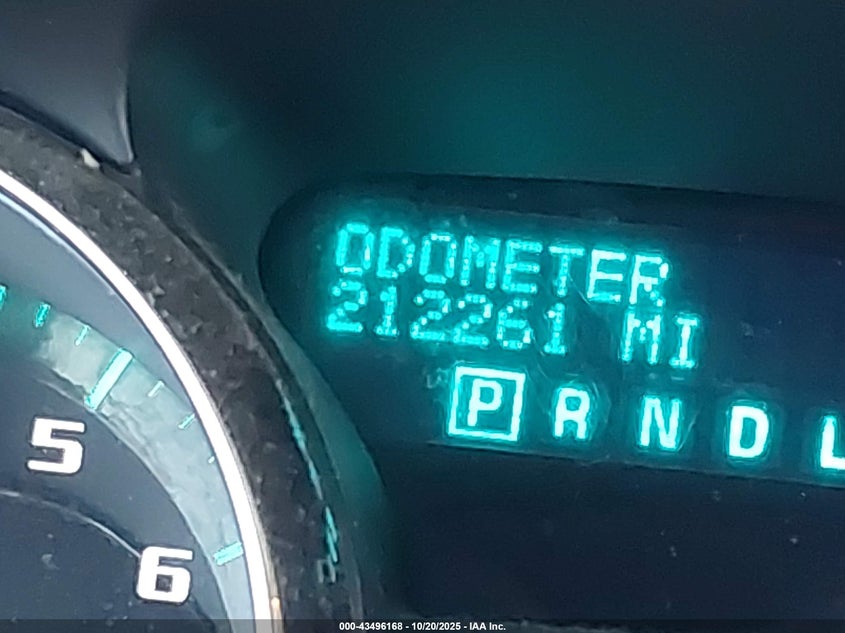 ODOMETER
212261 MI
P R N D L
5
6
000-43496168 - 10/20/2025 - IAA Inc.